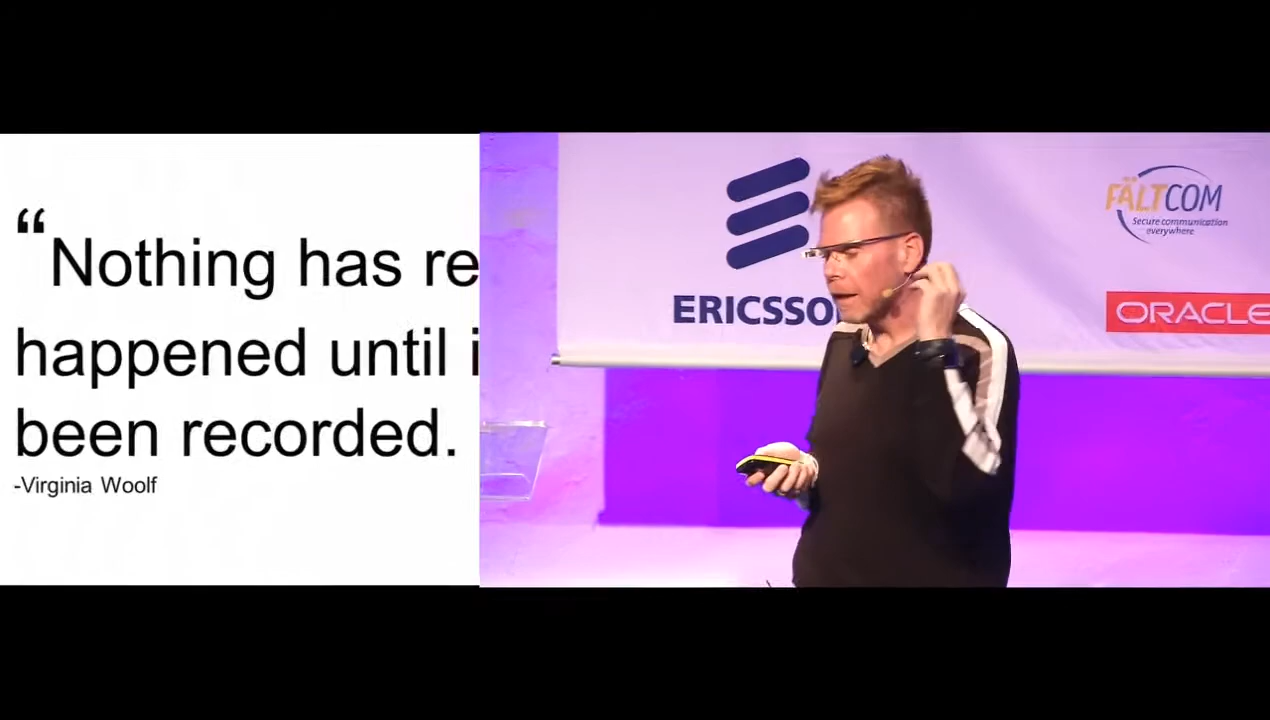 “Nothing has re
happened until i
been recorded.
-Virginia Woolf
ERICSSO
FÄLTCOM
Secure communication
everywhere
ORACLE